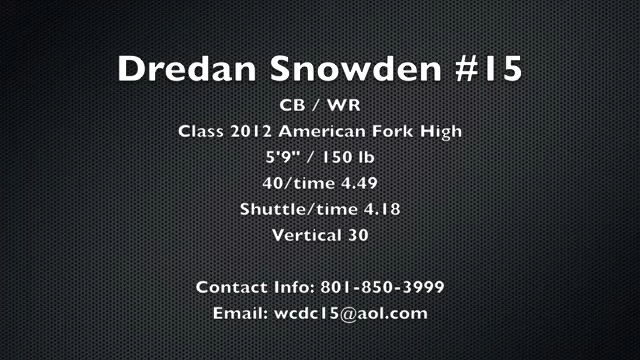 Dredan Snowden #15
CB / WR
Class 2012 American Fork High
5'9" / 150 lb
40/time 4.49
Shuttle/time 4.18
Vertical 30
Contact Info: 801-850-3999
Email: wcdc15@aol.com